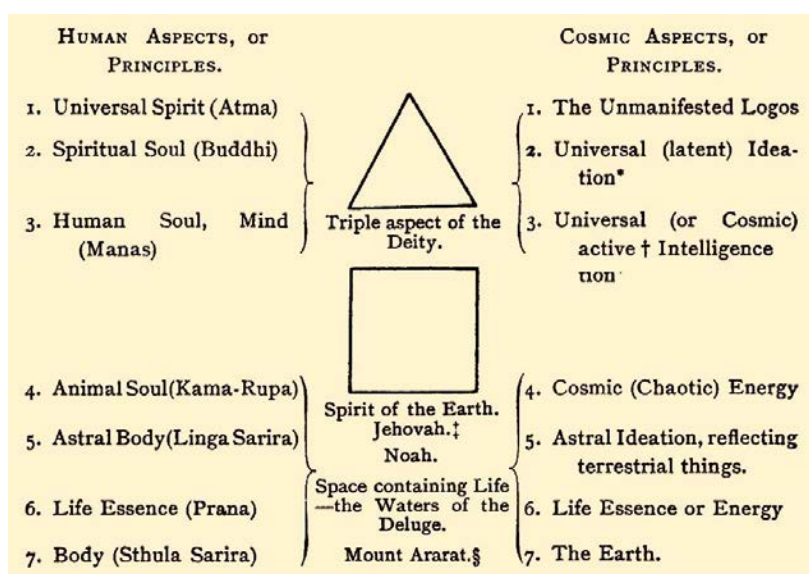 HUMAN ASPECTS, OR
PRINCIPLES.
1. Universal Spirit (Atma)
2. Spiritual Soul (Buddhi)
3. Human Soul, Mind
(Manas)
4. Animal Soul (Kama-Rupa)
5. Astral Body (Linga Sarira)
6. Life Essence (Prana)
7. Body (Sthula Sarira)
Triple aspect of the
Deity.
Spirit of the Earth.
Jehovah.‡
Noah.
Space containing Life
—the Waters of the
Deluge.
Mount Ararat.§
COSMIC ASPECTS, OR
PRINCIPLES.
1. The Unmanifested Logos
2. Universal (latent) Idea-
tion*
3. Universal (or Cosmic)
active † Intelligence
tion
4. Cosmic (Chaotic) Energy
5. Astral Ideation, reflecting
terrestrial things.
6. Life Essence or Energy
7. The Earth.